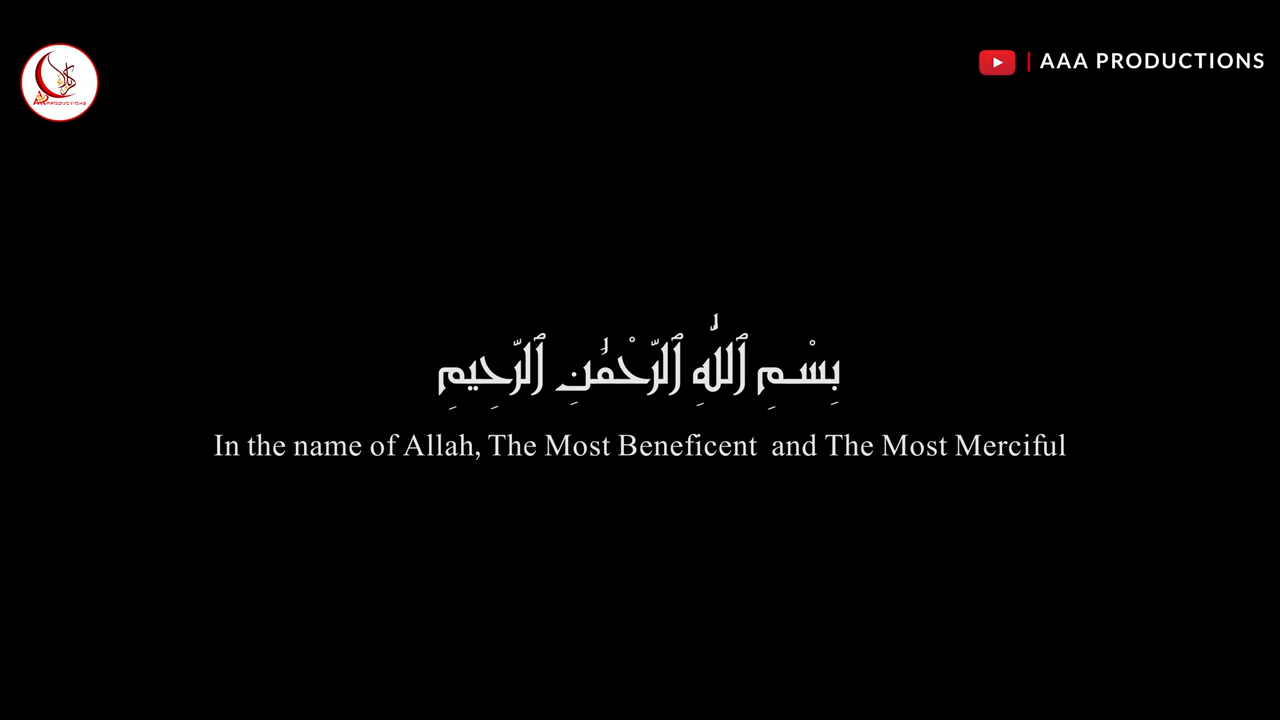 AAA PRODUCTIONS
بِسْمِ ٱللَّٰهِ ٱلرَّحْمَٰنِ ٱلرَّحِيمِ
In the name of Allah, The Most Beneficent and The Most Merciful